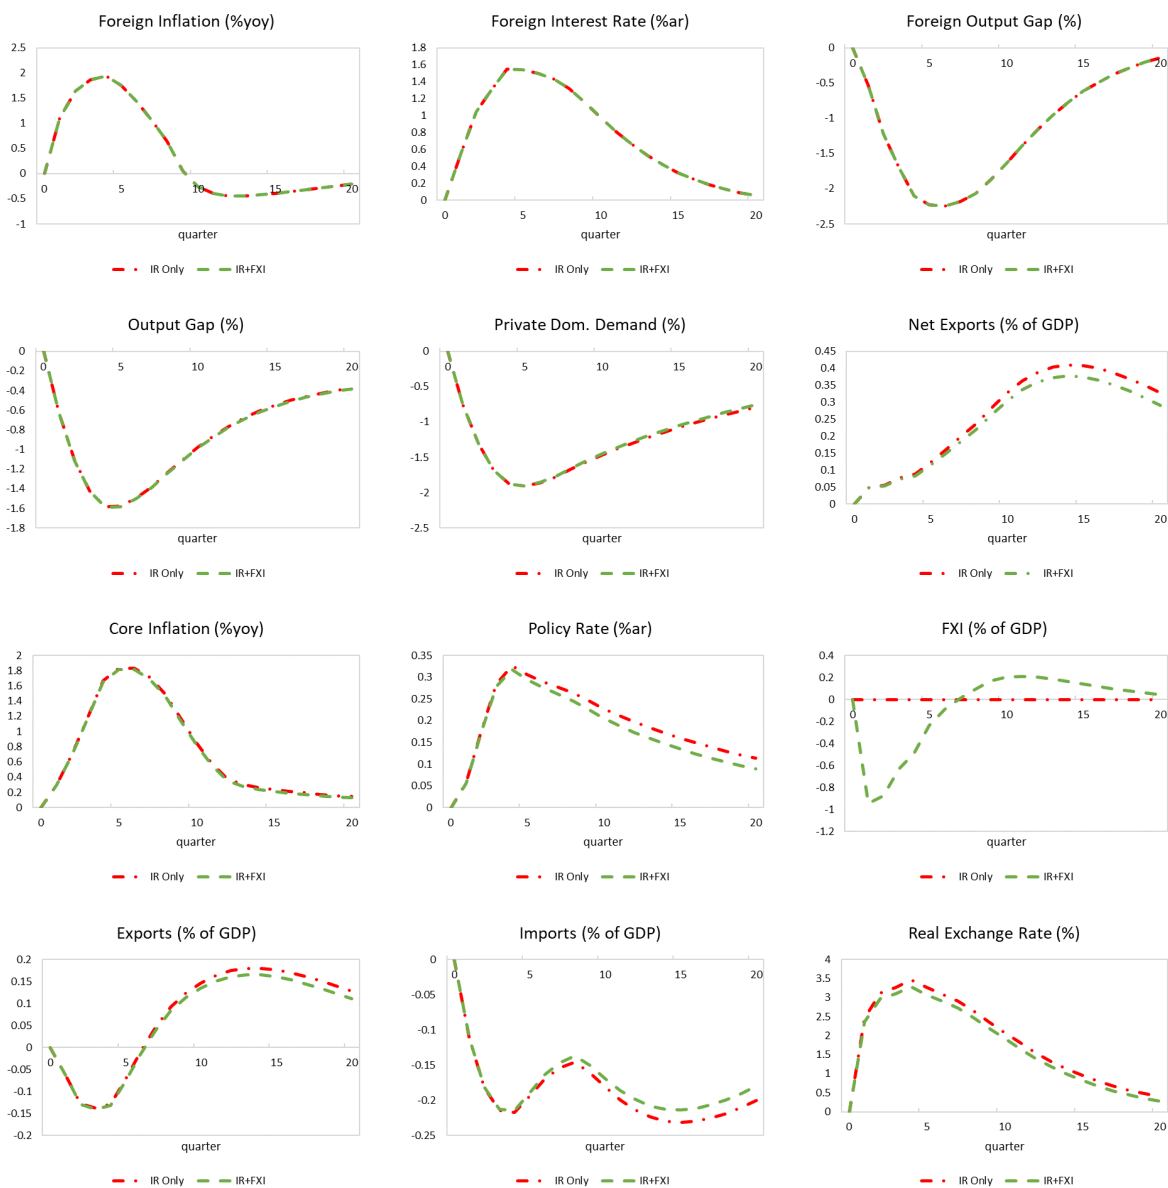 Foreign Inflation (%yoy)
2.5
2
1.5
1
0.5
0
-0.5
-1
0 5 10 15 20
quarter
IR Only IR+FXI
Foreign Interest Rate (%ar)
1.8
1.6
1.4
1.2
1
0.8
0.6
0.4
0.2
0
0 5 10 15 20
quarter
IR Only IR+FXI
Foreign Output Gap (%)
0
-0.5
-1
-1.5
-2
-2.5
0 5 10 15 20
quarter
IR Only IR+FXI
Output Gap (%)
0
-0.2
-0.4
-0.6
-0.8
-1
-1.2
-1.4
-1.6
-1.8
0 5 10 15 20
quarter
IR Only IR+FXI
Private Dom. Demand (%)
0
-0.5
-1
-1.5
-2
-2.5
0 5 10 15 20
quarter
IR Only IR+FXI
Net Exports (% of GDP)
0.45
0.4
0.35
0.3
0.25
0.2
0.15
0.1
0.05
0
0 5 10 15 20
quarter
IR Only IR+FXI
Core Inflation (%yoy)
2
1.8
1.6
1.4
1.2
1
0.8
0.6
0.4
0.2
0
0 5 10 15 20
quarter
IR Only IR+FXI
Policy Rate (%ar)
0.35
0.3
0.25
0.2
0.15
0.1
0.05
0
0 5 10 15 20
quarter
IR Only IR+FXI
FXI (% of GDP)
0.4
0.2
0
-0.2
-0.4
-0.6
-0.8
-1
-1.2
0 5 10 15 20
quarter
IR Only IR+FXI
Exports (% of GDP)
0.2
0.15
0.1
0.05
0
-0.05
-0.1
-0.15
-0.2
0 5 10 15 20
quarter
IR Only IR+FXI
Imports (% of GDP)
0
-0.05
-0.1
-0.15
-0.2
-0.25
0 5 10 15 20
quarter
IR Only IR+FXI
Real Exchange Rate (%)
4
3.5
3
2.5
2
1.5
1
0.5
0
0 5 10 15 20
quarter
IR Only IR+FXI